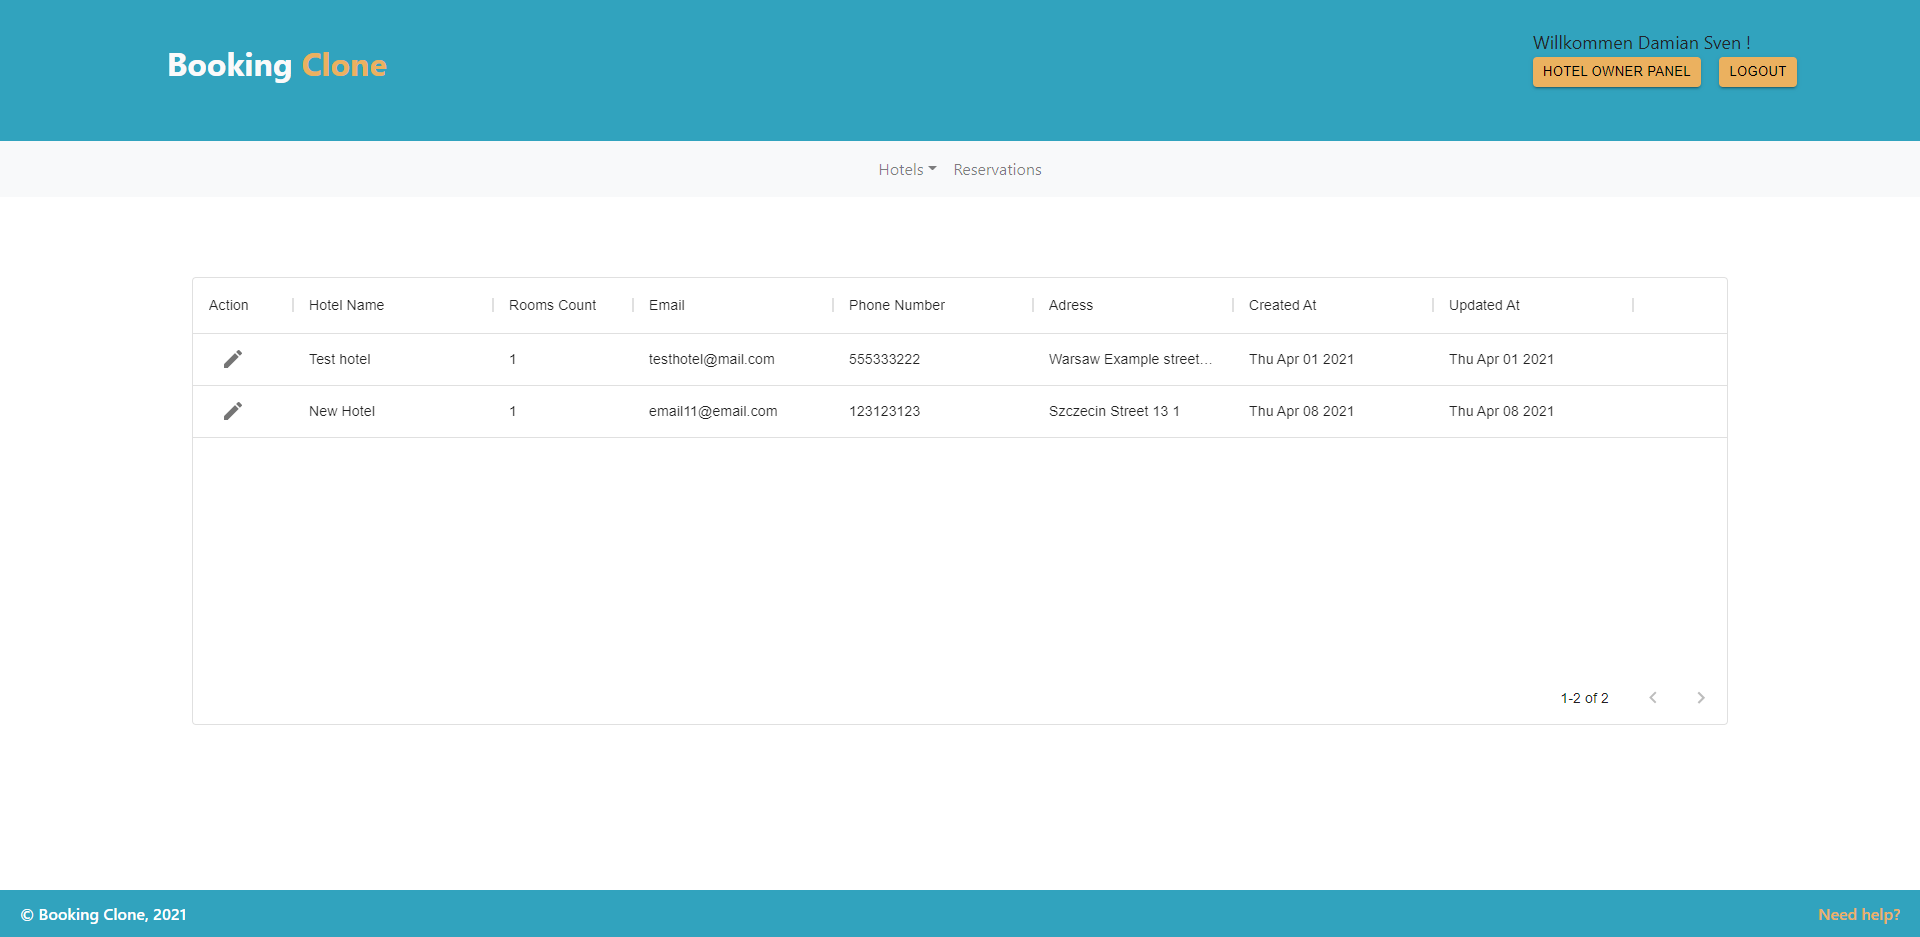 Booking Clone
Willkommen Damian Sven !
HOTEL OWNER PANEL LOGOUT
Hotels Reservations
Action Hotel Name Rooms Count Email Phone Number Adress Created At Updated At
Test hotel 1 testhotel@mail.com 555333222 Warsaw Example street... Thu Apr 01 2021 Thu Apr 01 2021
New Hotel 1 email11@email.com 123123123 Szczecin Street 13 1 Thu Apr 08 2021 Thu Apr 08 2021
1-2 of 2
© Booking Clone, 2021 Need help?